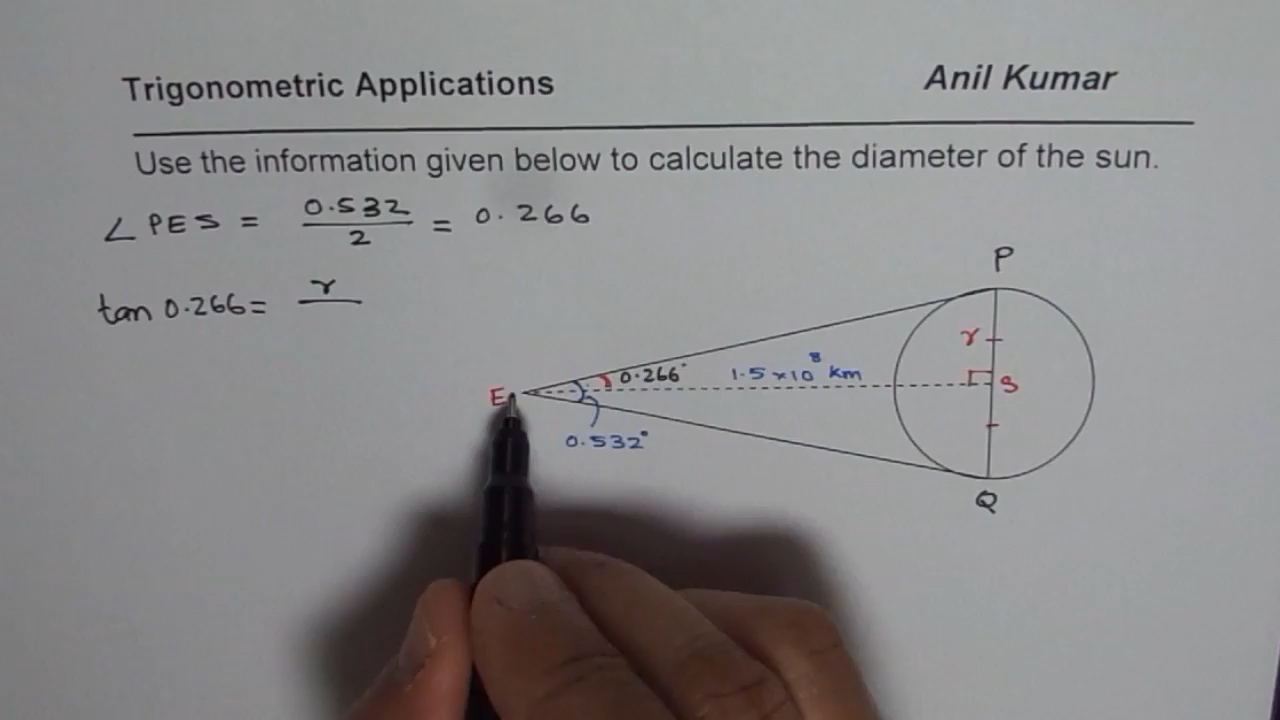 Trigonometric Applications Anil Kumar
Use the information given below to calculate the diameter of the sun.
∠ PES = 0.532/2 = 0.266
tan 0.266 = r/
P
r
E 0.266° 1.5×10⁸ km S
0.532°
Q